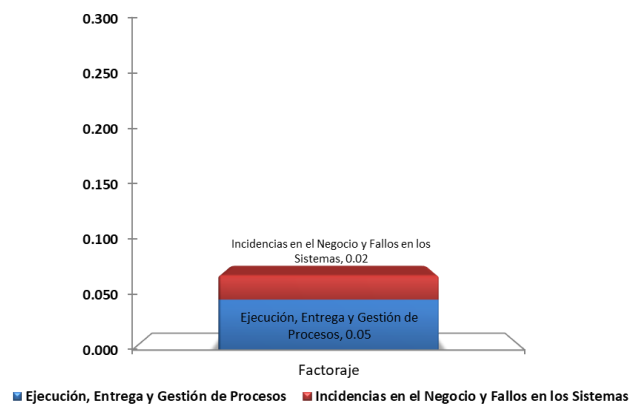 0.300
0.250
0.200
0.150
0.100
0.050
0.000
Incidencias en el Negocio y Fallos en los
Sistemas, 0.02
Ejecución, Entrega y Gestión de
Procesos, 0.05
Factoraje
Ejecución, Entrega y Gestión de Procesos
Incidencias en el Negocio y Fallos en los Sistemas